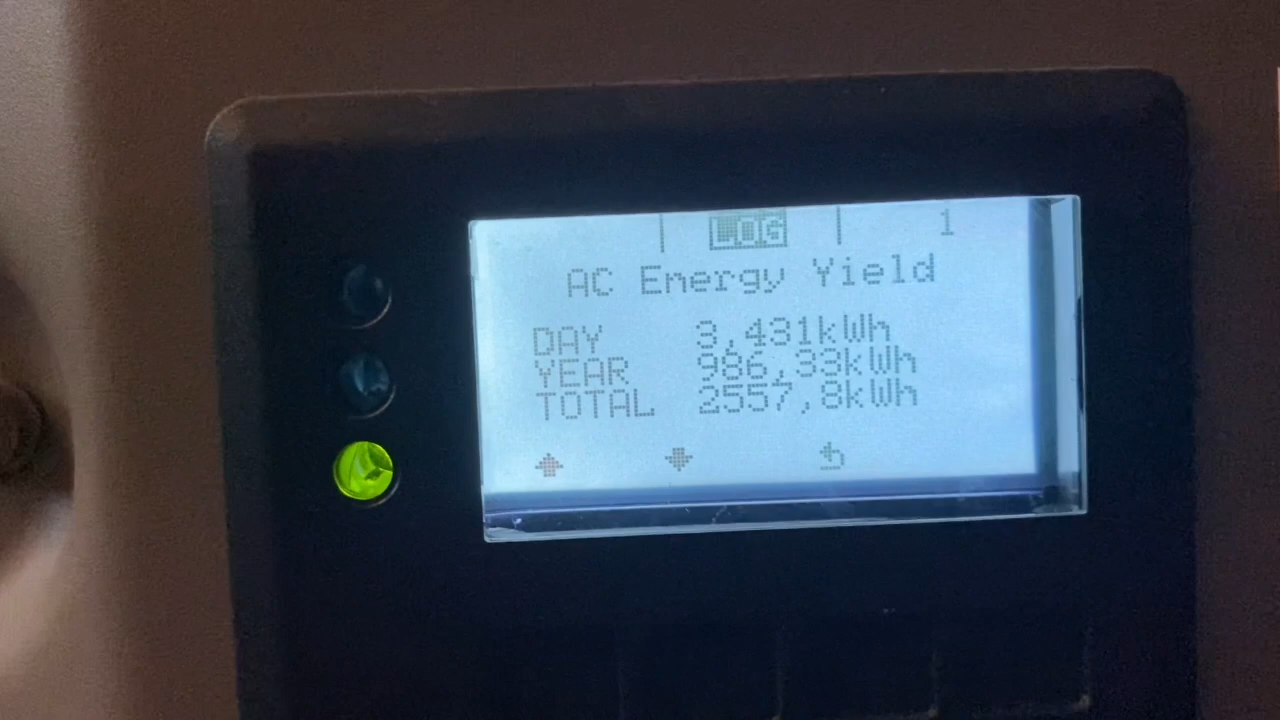 LOG 1
AC Energy Yield
DAY 3,431kWh
YEAR 986,33kWh
TOTAL 2557,8kWh